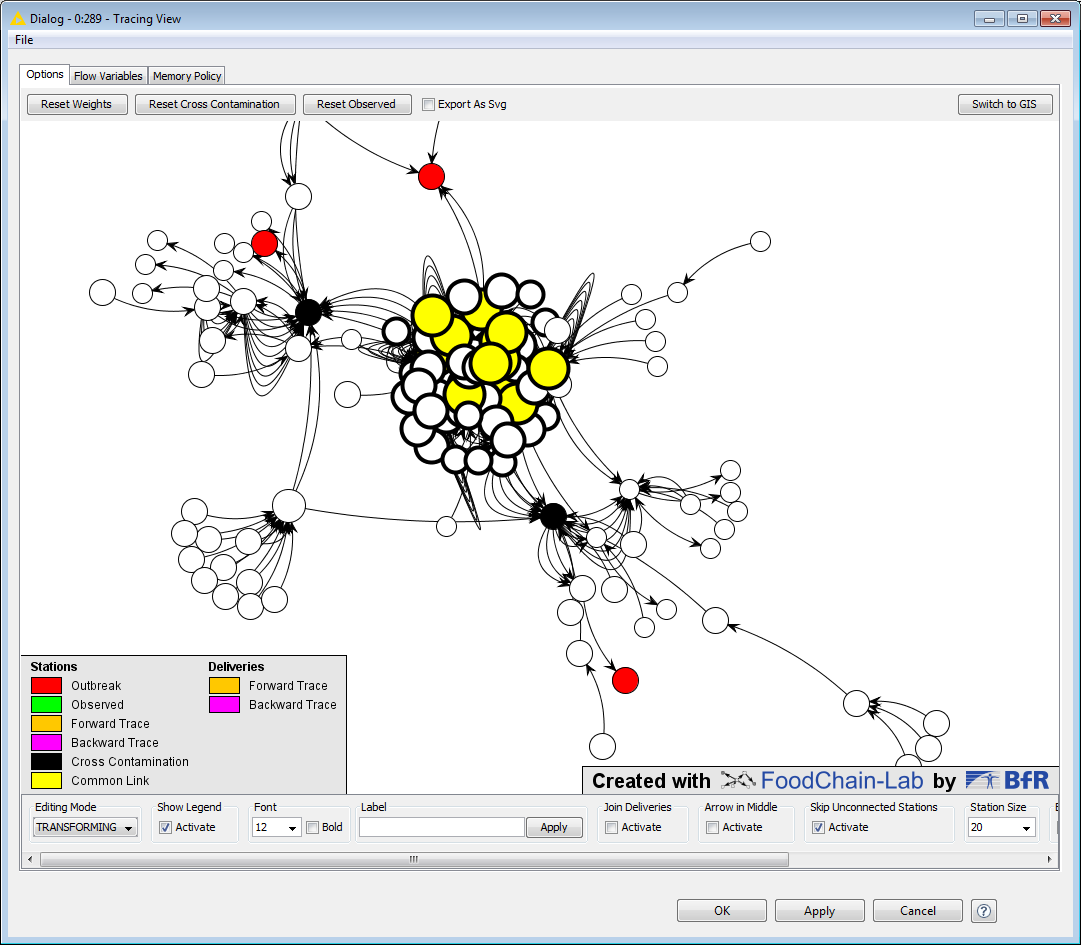 Dialog - 0:289 - Tracing View
File
Options Flow Variables Memory Policy
Reset Weights Reset Cross Contamination Reset Observed Export As Svg Switch to GIS
Stations Deliveries
Outbreak Forward Trace
Observed Backward Trace
Forward Trace
Backward Trace
Cross Contamination
Common Link
Created with FoodChain-Lab by BfR
Editing Mode Show Legend Font Label Join Deliveries Arrow in Middle Skip Unconnected Stations Station Size
TRANSFORMING Activate 12 Bold Apply Activate Activate Activate 20
OK Apply Cancel ?